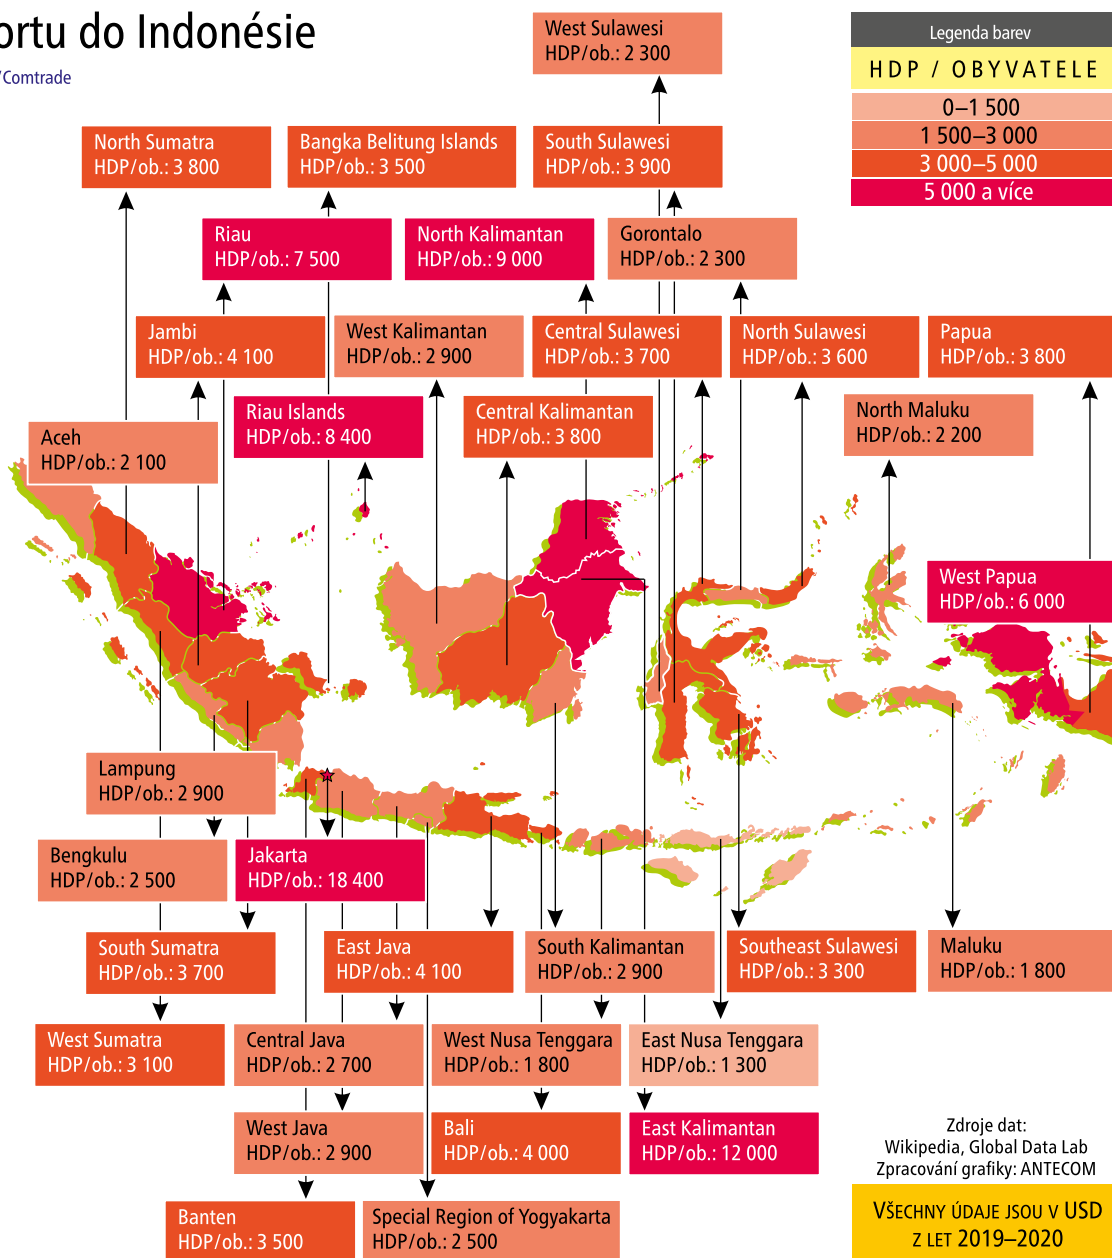 ortu do Indonésie
/Comtrade
West Sulawesi
HDP/ob.: 2 300
Legenda barev
HDP / OBYVATELE
0–1 500
1 500–3 000
3 000–5 000
5 000 a více
North Sumatra
HDP/ob.: 3 800
Bangka Belitung Islands
HDP/ob.: 3 500
South Sulawesi
HDP/ob.: 3 900
Riau
HDP/ob.: 7 500
North Kalimantan
HDP/ob.: 9 000
Gorontalo
HDP/ob.: 2 300
Jambi
HDP/ob.: 4 100
West Kalimantan
HDP/ob.: 2 900
Central Sulawesi
HDP/ob.: 3 700
North Sulawesi
HDP/ob.: 3 600
Papua
HDP/ob.: 3 800
Riau Islands
HDP/ob.: 8 400
Central Kalimantan
HDP/ob.: 3 800
North Maluku
HDP/ob.: 2 200
Aceh
HDP/ob.: 2 100
West Papua
HDP/ob.: 6 000
Lampung
HDP/ob.: 2 900
Bengkulu
HDP/ob.: 2 500
Jakarta
HDP/ob.: 18 400
South Sumatra
HDP/ob.: 3 700
East Java
HDP/ob.: 4 100
South Kalimantan
HDP/ob.: 2 900
Southeast Sulawesi
HDP/ob.: 3 300
Maluku
HDP/ob.: 1 800
West Sumatra
HDP/ob.: 3 100
Central Java
HDP/ob.: 2 700
West Nusa Tenggara
HDP/ob.: 1 800
East Nusa Tenggara
HDP/ob.: 1 300
West Java
HDP/ob.: 2 900
Bali
HDP/ob.: 4 000
East Kalimantan
HDP/ob.: 12 000
Banten
HDP/ob.: 3 500
Special Region of Yogyakarta
HDP/ob.: 2 500
Zdroje dat:
Wikipedia, Global Data Lab
Zpracování grafiky: ANTECOM
VŠECHNY ÚDAJE JSOU V USD
Z LET 2019–2020